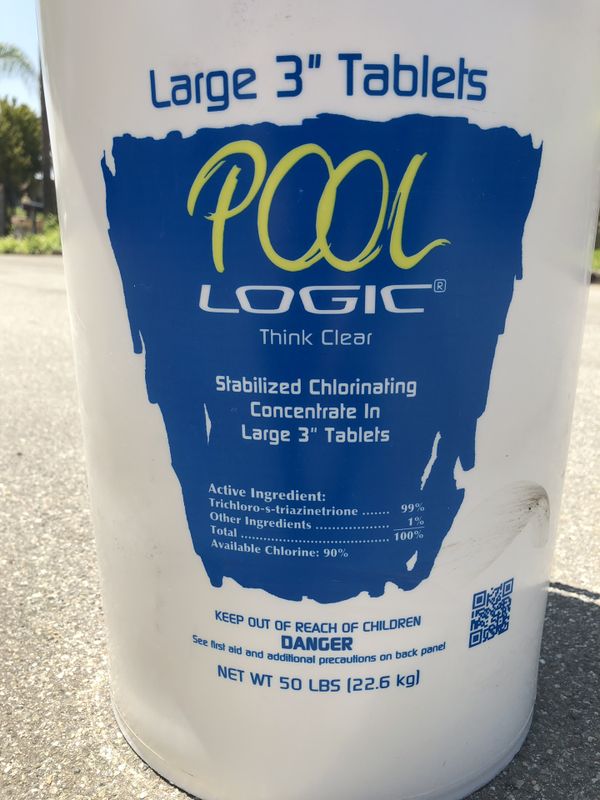 Large 3" Tablets
POOL
LOGIC®
Think Clear
Stabilized Chlorinating
Concentrate In
Large 3" Tablets
Active Ingredient:
Trichloro-s-triazinetrione ...... 99%
Other Ingredients .................. 1%
Total ..................................... 100%
Available Chlorine: 90%
KEEP OUT OF REACH OF CHILDREN
DANGER
See first aid and additional precautions on back panel
NET WT 50 LBS (22.6 kg)